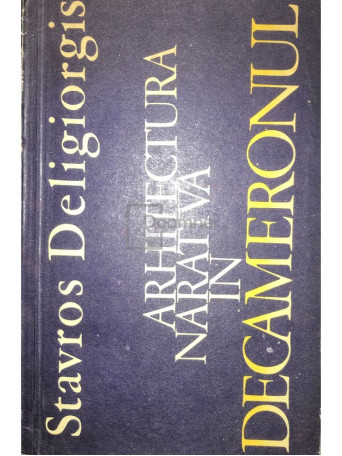 Stavros Deligiorgis
ARHITECTURA
NARATIVA
IN
DECAMERONUL